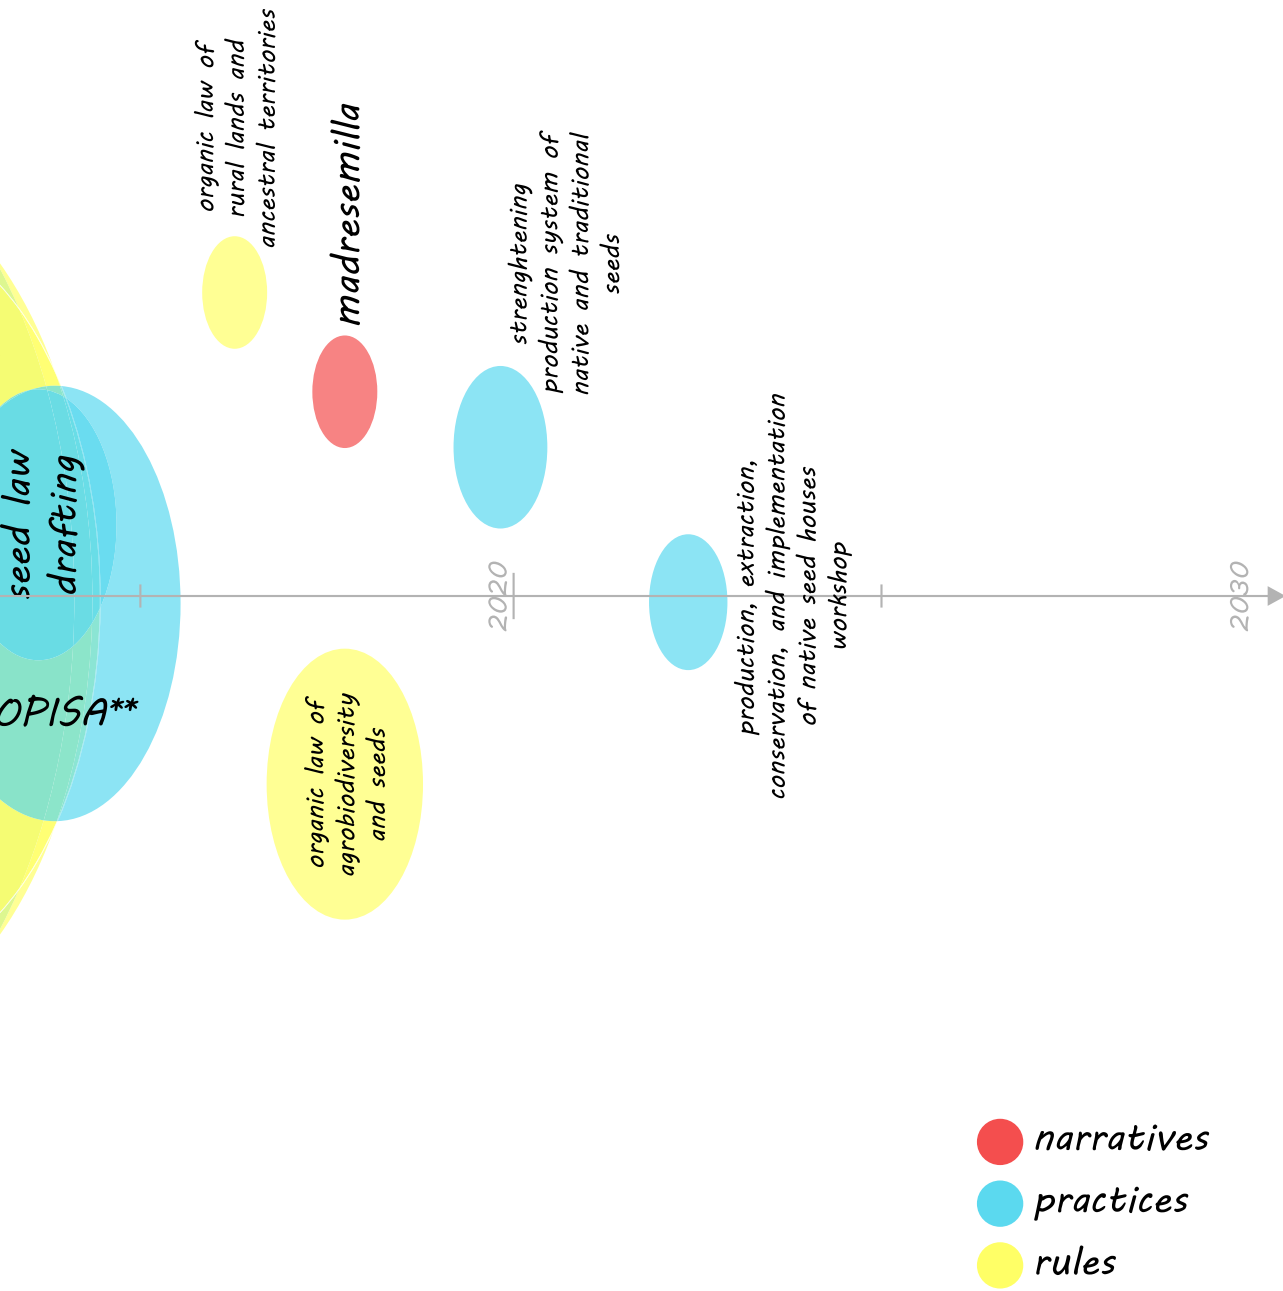 organic law of
rural lands and
ancestral territories
madresemilla
strenghtening
production system of
native and traditional
seeds
production, extraction,
conservation, and implementation
of native seed houses
workshop
seed law
drafting
2020
2030
OPISA**
organic law of
agrobiodiversity
and seeds
narratives
practices
rules